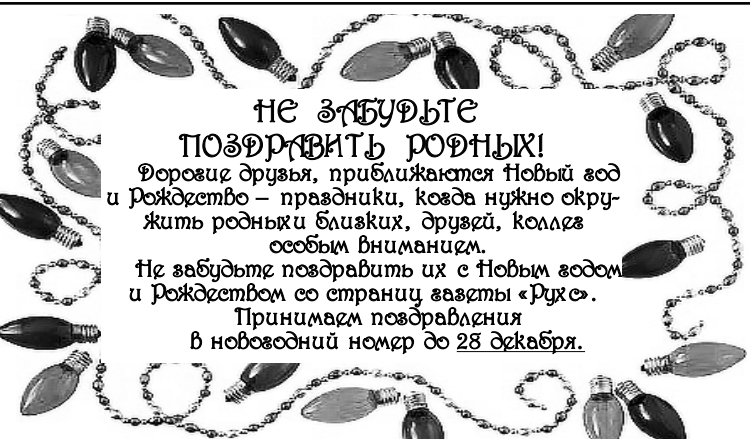 НЕ ЗАБУДЬТЕ
ПОЗДРАВИТЬ РОДНЫХ!
Дорогие друзья, приближаются Новый год
и Рождество – праздники, когда нужно окру-
жить родных и близких, друзей, коллег
особым вниманием.
Не забудьте поздравить их с Новым годом
и Рождеством со страниц газеты «Рухс».
Принимаем поздравления
в новогодний номер до 28 декабря.